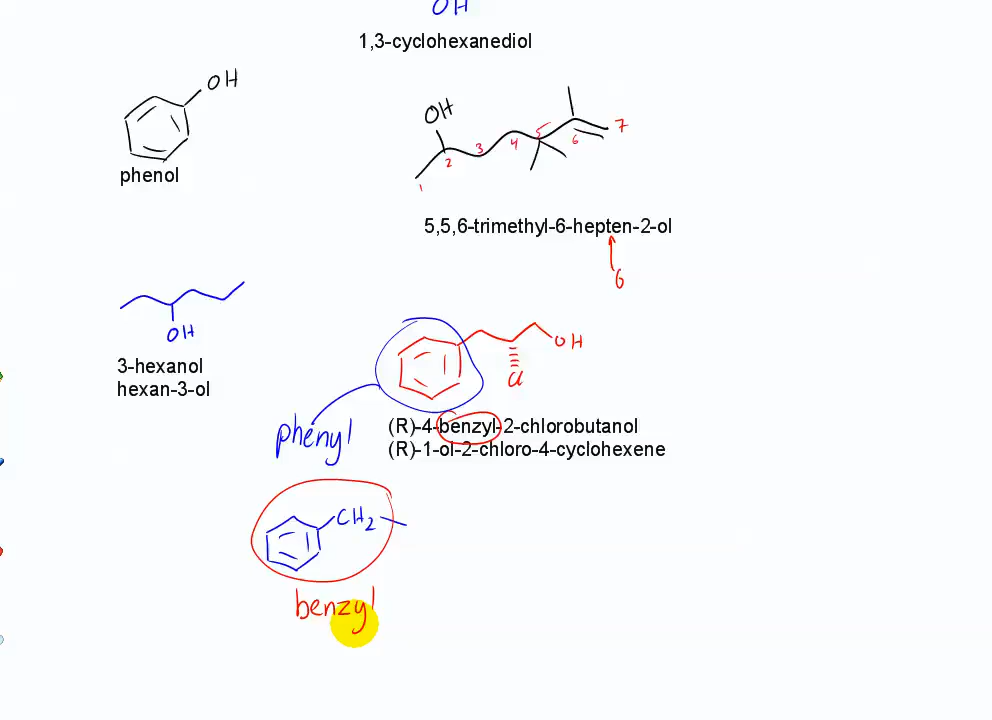 OH
1,3-cyclohexanediol
OH
phenol
OH
1 2 3 4 5 6 7
5,5,6-trimethyl-6-hepten-2-ol
6
OH
3-hexanol
hexan-3-ol
OH
Cl
phenyl
(R)-4-benzyl-2-chlorobutanol
(R)-1-ol-2-chloro-4-cyclohexene
CH2
benzyl